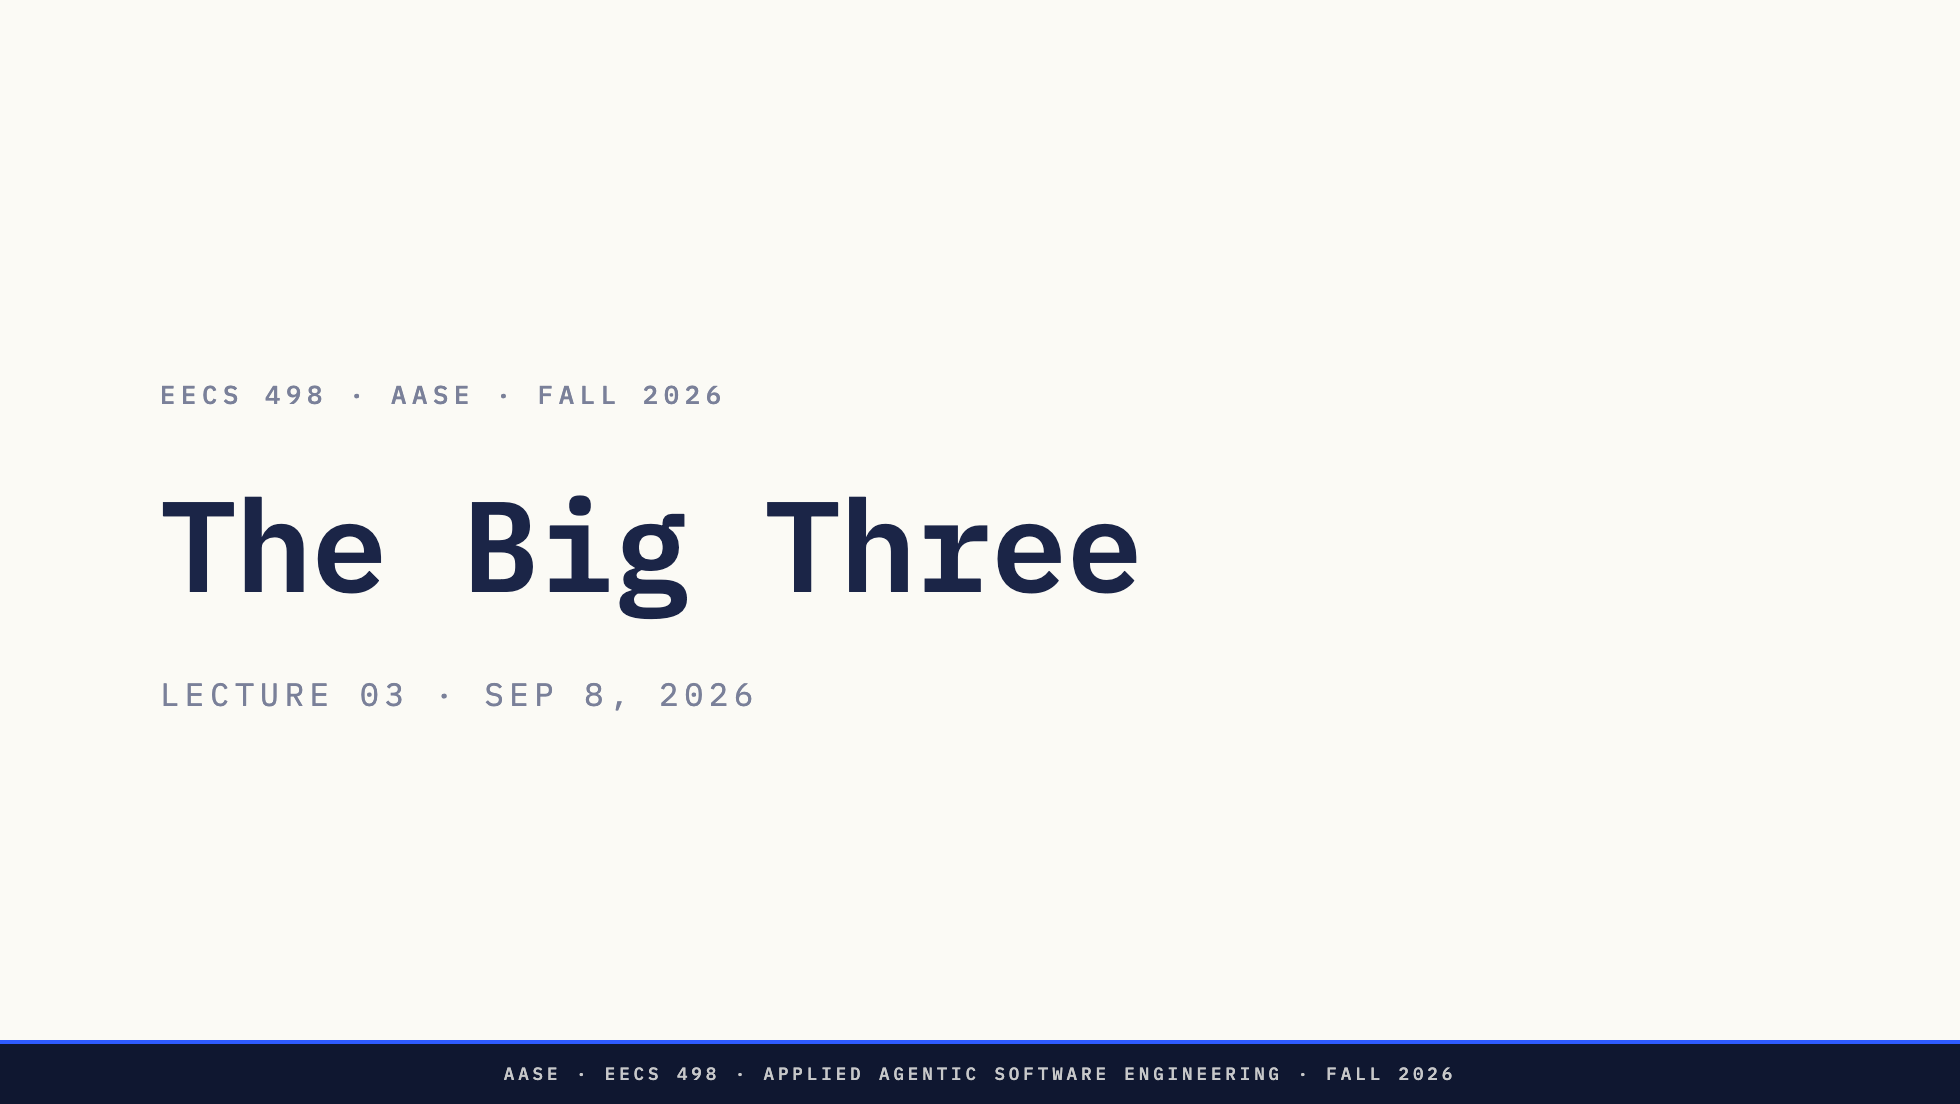 EECS 498 · AASE · FALL 2026
The Big Three
LECTURE 03 · SEP 8, 2026
AASE · EECS 498 · APPLIED AGENTIC SOFTWARE ENGINEERING · FALL 2026